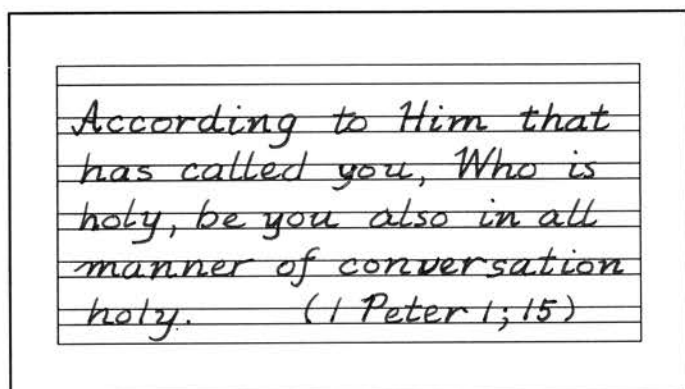 According to Him that
has called you, Who is
holy, be you also in all
manner of conversation
holy. (1 Peter 1; 15)